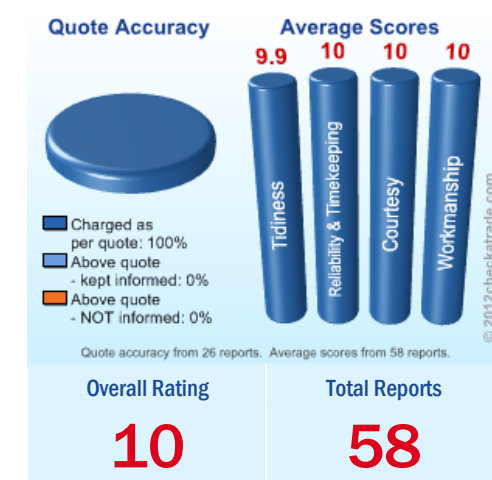 Quote Accuracy
Average Scores
9.9 10 10 10
Tidiness
Reliability & Timekeeping
Courtesy
Workmanship
Charged as
per quote: 100%
Above quote
- kept informed: 0%
Above quote
- NOT informed: 0%
© 2012checkatrade.com
Quote accuracy from 26 reports. Average scores from 58 reports.
Overall Rating
10
Total Reports
58